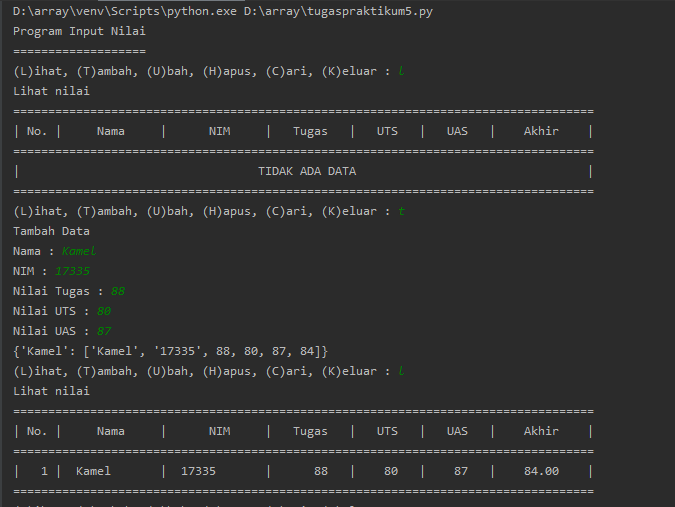 D:\array\venv\Scripts\python.exe D:\array\tugaspraktikum5.py
Program Input Nilai
===================
(L)ihat, (T)ambah, (U)bah, (H)apus, (C)ari, (K)eluar : l
Lihat nilai
===================================================================================
| No. |     Nama     |      NIM     |   Tugas   |   UTS   |   UAS   |    Akhir    |
===================================================================================
|                                  TIDAK ADA DATA                                 |
===================================================================================
(L)ihat, (T)ambah, (U)bah, (H)apus, (C)ari, (K)eluar : t
Tambah Data
Nama : Kamel
NIM : 17335
Nilai Tugas : 88
Nilai UTS : 80
Nilai UAS : 87
{'Kamel': ['Kamel', '17335', 88, 80, 87, 84]}
(L)ihat, (T)ambah, (U)bah, (H)apus, (C)ari, (K)eluar : l
Lihat nilai
===================================================================================
| No. |     Nama     |      NIM     |   Tugas   |   UTS   |   UAS   |    Akhir    |
===================================================================================
|   1 |  Kamel       |  17335       |      88   |    80   |    87   |    84.00    |
===================================================================================